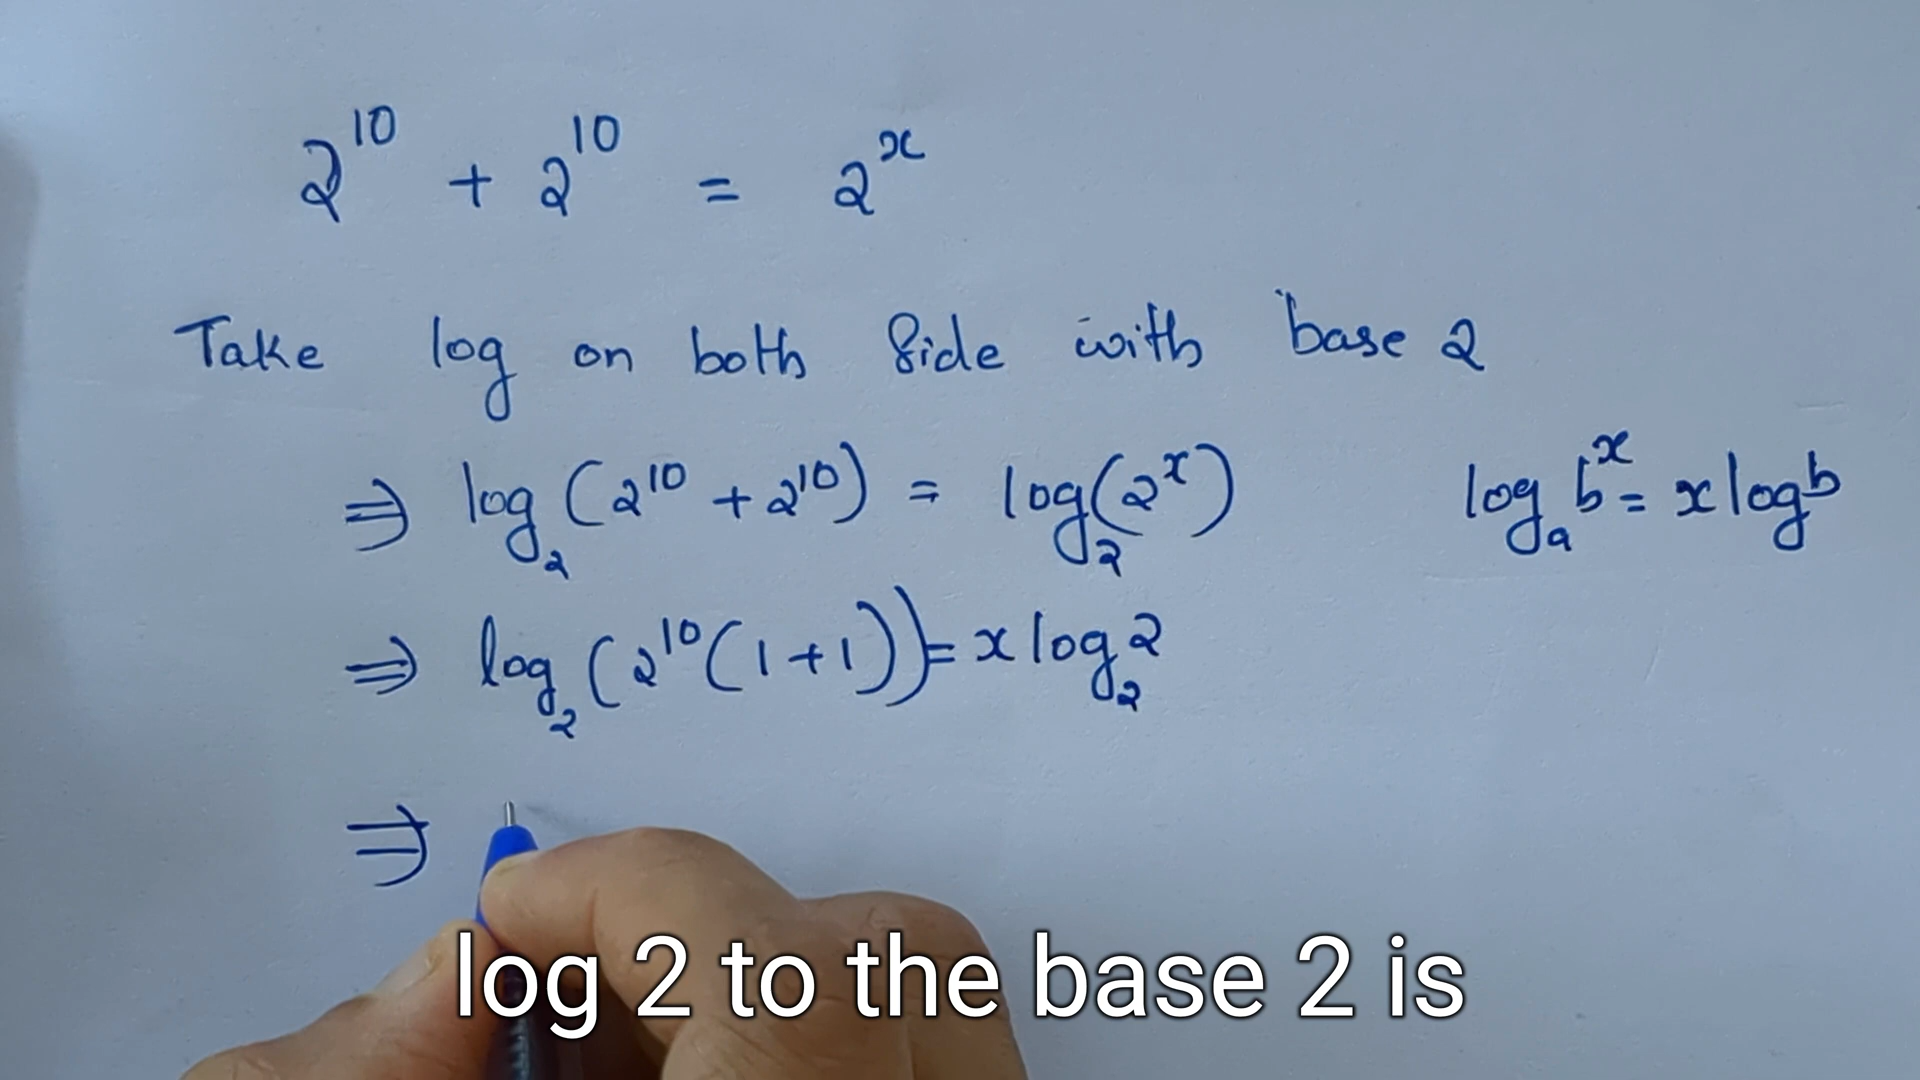 2^10 + 2^10 = 2^x
Take log on both Side with base 2
⇒ log_2 (2^10 + 2^10) = log_2 (2^x)    log_a b^x = x log b
⇒ log_2 (2^10 (1+1)) = x log_2 2
⇒
log 2 to the base 2 is